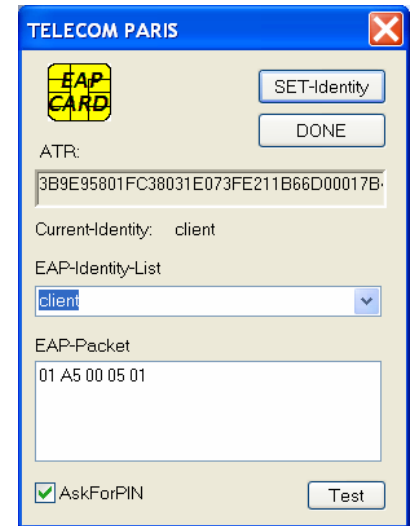 TELECOM PARIS
EAP
CARD
SET-Identity
DONE
ATR:
3B9E95801FC38031E073FE211B66D00017B
Current-Identity: client
EAP-Identity-List
client
EAP-Packet
01 A5 00 05 01
AskForPIN
Test